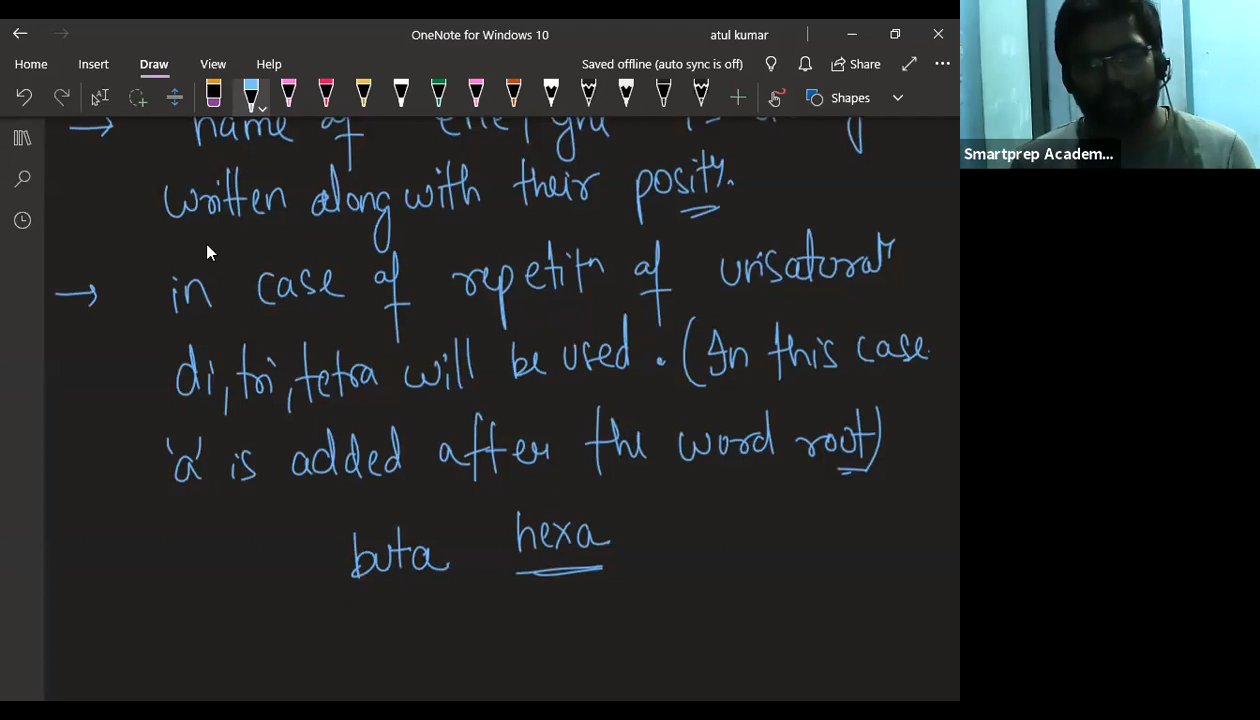 OneNote for Windows 10
atul kumar
Home Insert Draw View Help
Saved offline (auto sync is off)
Share
Shapes
Smartprep Academ...
→ name of
written along with their positn.
→ in case of repetitn of unsaturatn
di, tri, tetra will be used. (In this case
'a' is added after the word root)
buta hexa